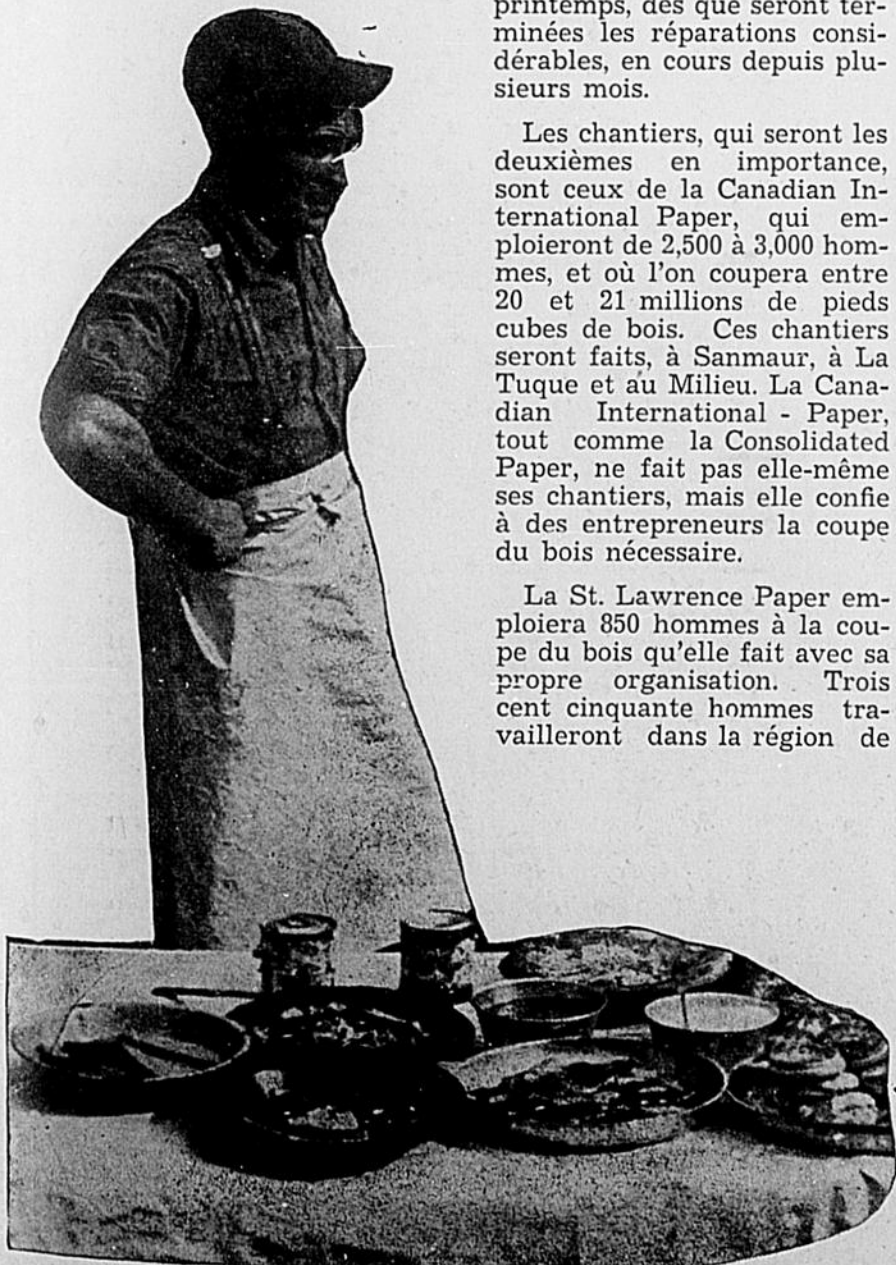 printemps, dès que seront ter-
minées les réparations consi-
dérables, en cours depuis plu-
sieurs mois.
Les chantiers, qui seront les
deuxièmes en importance,
sont ceux de la Canadian In-
ternational Paper, qui em-
ploieront de 2,500 à 3,000 hom-
mes, et où l'on coupera entre
20 et 21 millions de pieds
cubes de bois. Ces chantiers
seront faits, à Sanmaur, à La
Tuque et au Milieu. La Cana-
dian International - Paper,
tout comme la Consolidated
Paper, ne fait pas elle-même
ses chantiers, mais elle confie
à des entrepreneurs la coupe
du bois nécessaire.
La St. Lawrence Paper em-
ploiera 850 hommes à la cou-
pe du bois qu'elle fait avec sa
propre organisation. Trois
cent cinquante hommes tra-
vailleront dans la région de